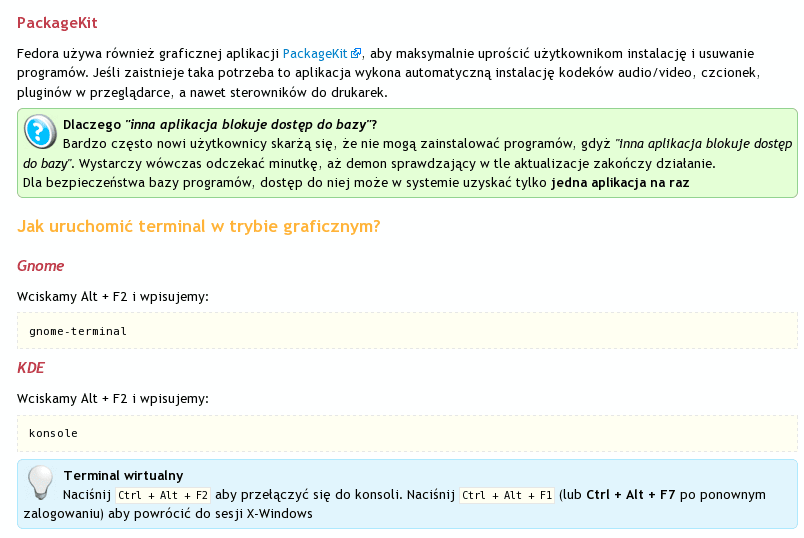 PackageKit
Fedora używa również graficznej aplikacji PackageKit, aby maksymalnie uprościć użytkownikom instalację i usuwanie
programów. Jeśli zaistnieje taka potrzeba to aplikacja wykona automatyczną instalację kodeków audio/video, czcionek,
pluginów w przeglądarce, a nawet sterowników do drukarek.
Dlaczego "inna aplikacja blokuje dostęp do bazy"?
Bardzo często nowi użytkownicy skarżą się, że nie mogą zainstalować programów, gdyż "inna aplikacja blokuje dostęp
do bazy". Wystarczy wówczas odczekać minutkę, aż demon sprawdzający w tle aktualizacje zakończy działanie.
Dla bezpieczeństwa bazy programów, dostęp do niej może w systemie uzyskać tylko jedna aplikacja na raz
Jak uruchomić terminal w trybie graficznym?
Gnome
Wciskamy Alt + F2 i wpisujemy:
gnome-terminal
KDE
Wciskamy Alt + F2 i wpisujemy:
konsole
Terminal wirtualny
Naciśnij Ctrl + Alt + F2 aby przełączyć się do konsoli. Naciśnij Ctrl + Alt + F1 (lub Ctrl + Alt + F7 po ponownym
zalogowaniu) aby powrócić do sesji X-Windows